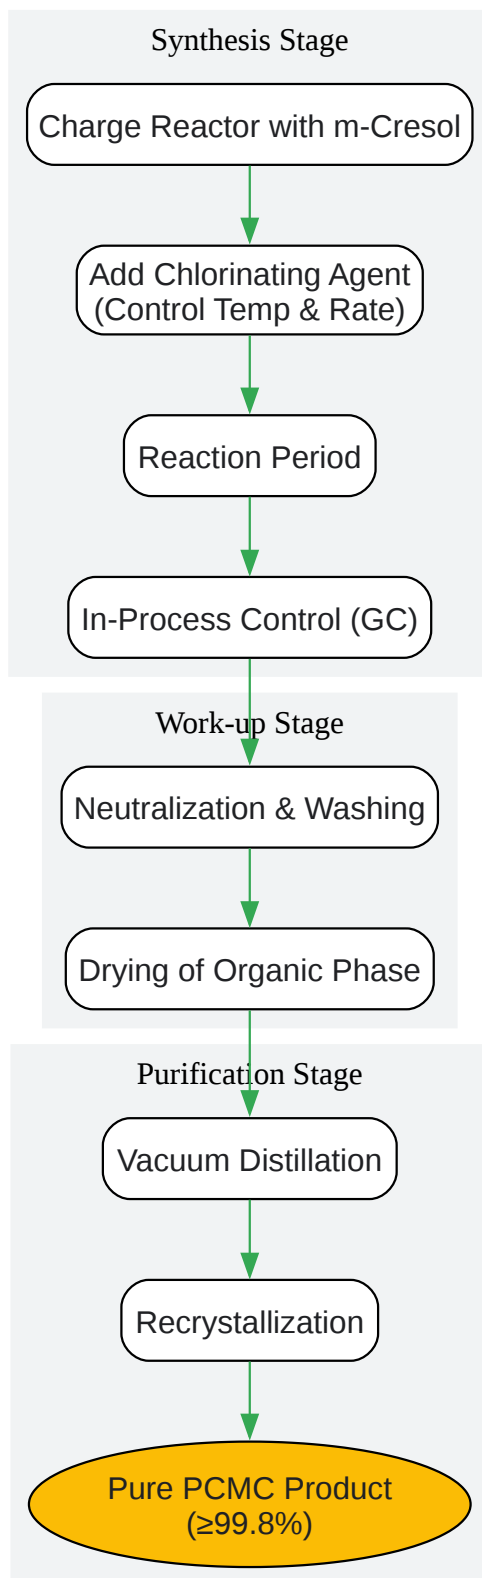 Synthesis Stage
Charge Reactor with m-Cresol
Add Chlorinating Agent
(Control Temp & Rate)
Reaction Period
In-Process Control (GC)
Work-up Stage
Neutralization & Washing
Drying of Organic Phase
Purification Stage
Vacuum Distillation
Recrystallization
Pure PCMC Product
(≥99.8%)